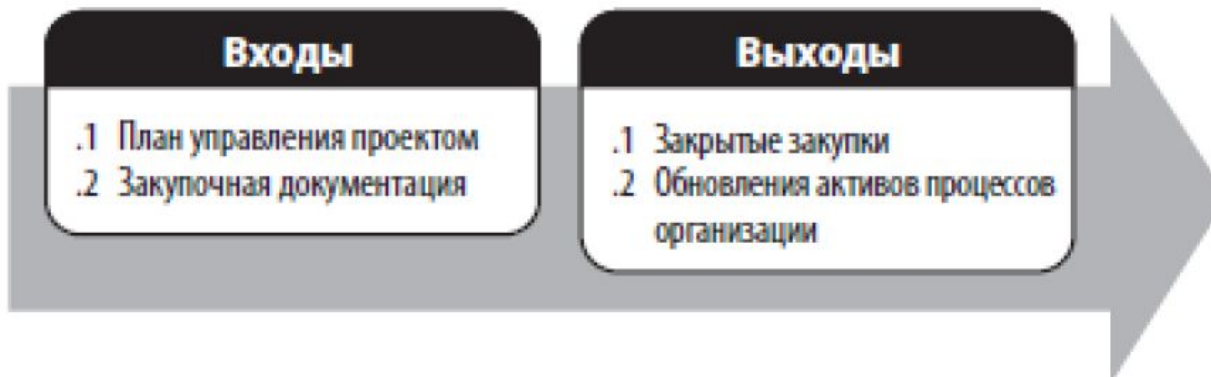 Входы
.1 План управления проектом
.2 Закупочная документация
Выходы
.1 Закрытые закупки
.2 Обновления активов процессов
организации